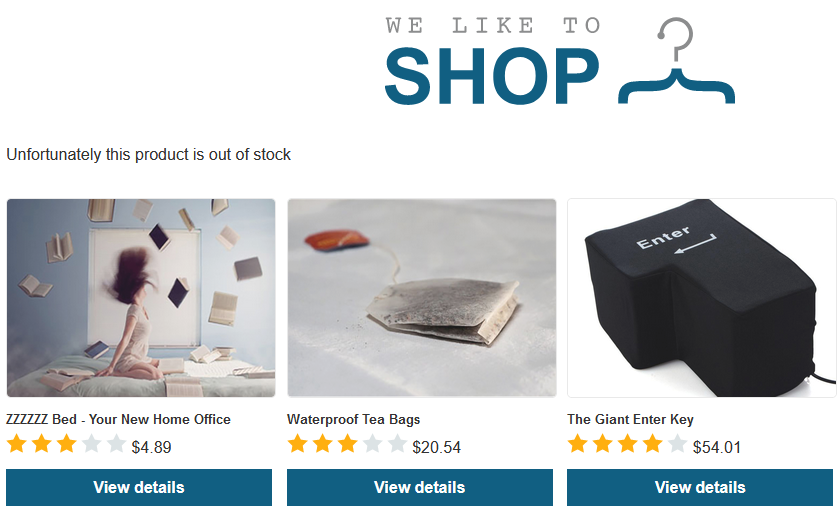 WE LIKE TO
SHOP
Unfortunately this product is out of stock
ZZZZZZ Bed - Your New Home Office
$4.89
View details
Waterproof Tea Bags
$20.54
View details
Enter
The Giant Enter Key
$54.01
View details